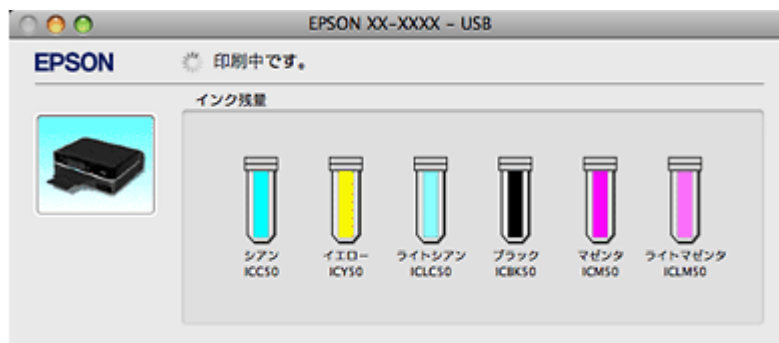 EPSON XX-XXXX – USB
EPSON
印刷中です。
インク残量
シアン
ICC50
イエロー
ICY50
ライトシアン
ICLC50
ブラック
ICBK50
マゼンタ
ICM50
ライトマゼンタ
ICLM50